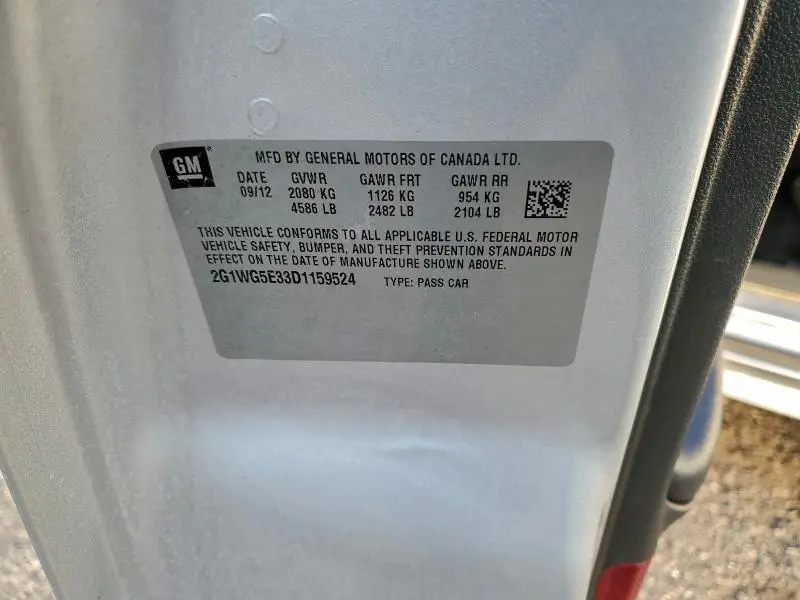 GM
MFD BY GENERAL MOTORS OF CANADA LTD.
DATE GVWR GAWR FRT GAWR RR
09/12 2080 KG 1126 KG 954 KG
4586 LB 2482 LB 2104 LB
THIS VEHICLE CONFORMS TO ALL APPLICABLE U.S. FEDERAL MOTOR
VEHICLE SAFETY, BUMPER, AND THEFT PREVENTION STANDARDS IN
EFFECT ON THE DATE OF MANUFACTURE SHOWN ABOVE.
2G1WG5E33D1159524 TYPE: PASS CAR